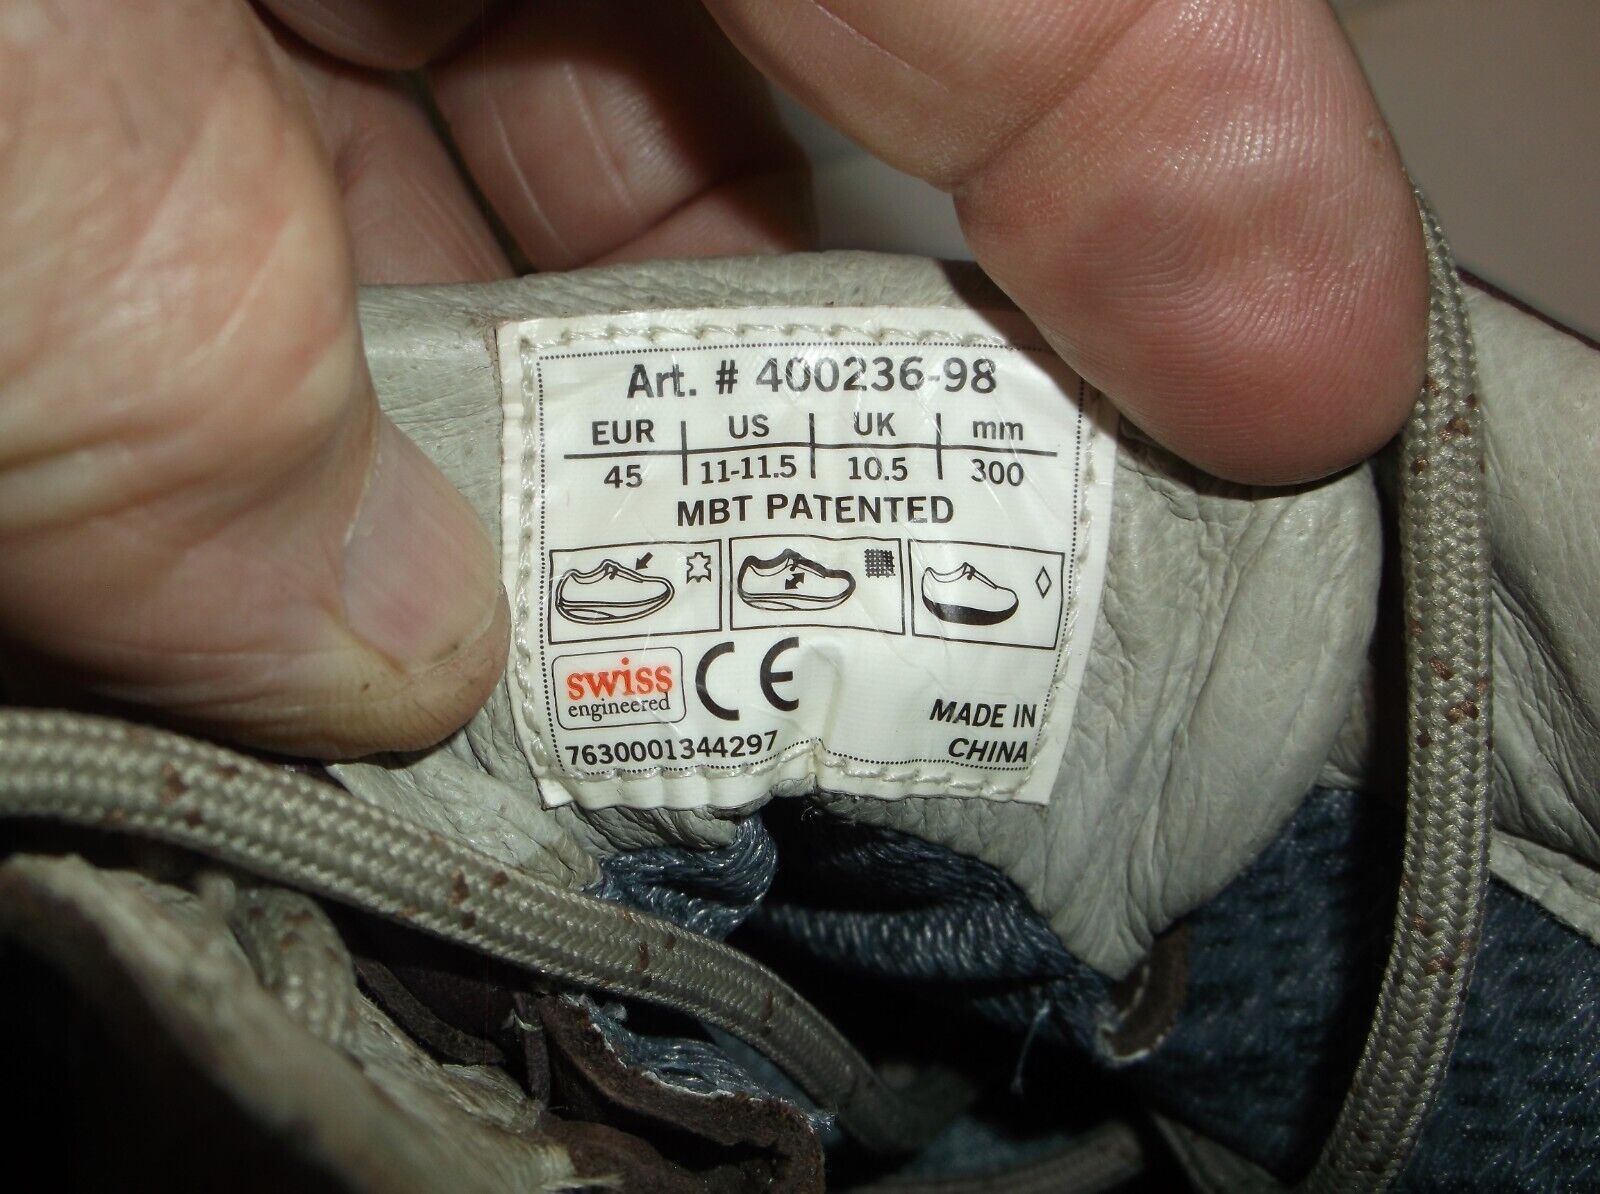 Art. # 400236-98
EUR US UK mm
45 11-11.5 10.5 300
MBT PATENTED
swiss
engineered
CE
7630001344297
MADE IN
CHINA